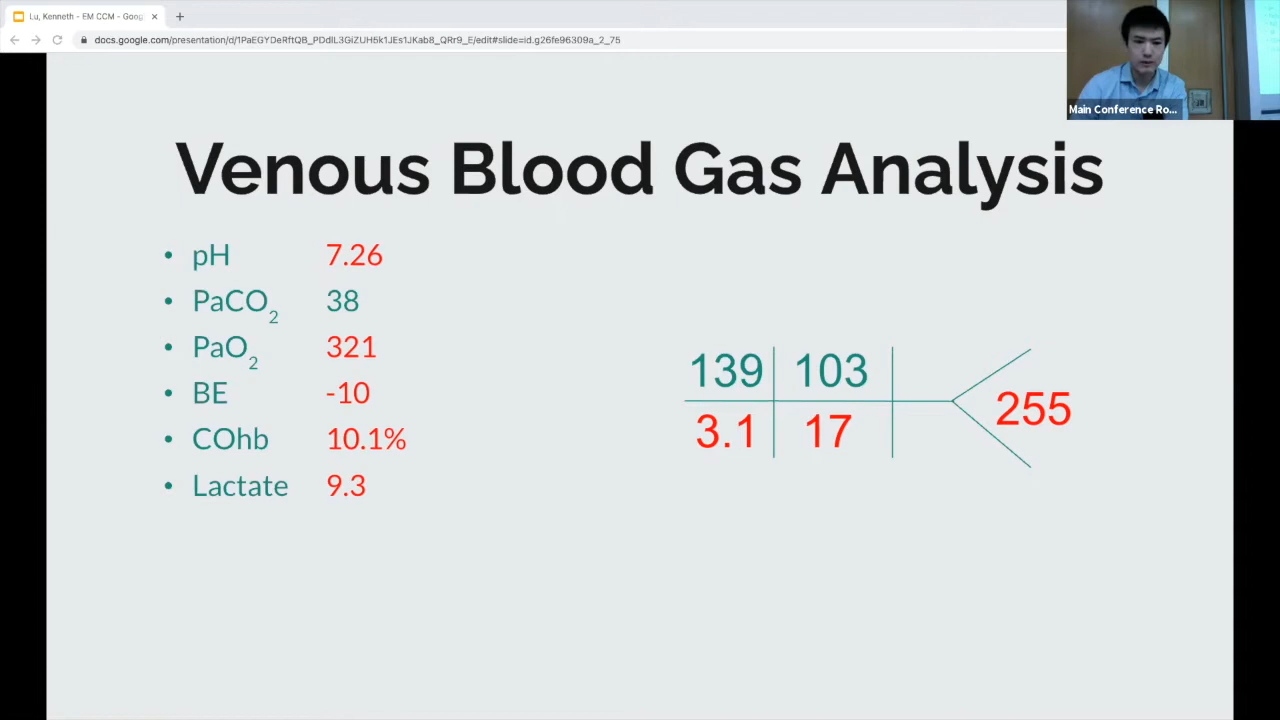 Lu, Kenneth - EM CCM - Goog
docs.google.com/presentation/d/1PaEGYDeRftQB_PDdIL3GiZUH5k1JEs1JKab8_QRr9_E/edit#slide=id.g26fe96309a_2_75
Main Conference Ro...
Venous Blood Gas Analysis
• pH 7.26
• PaCO2 38
• PaO2 321
• BE -10
• COhb 10.1%
• Lactate 9.3
139 103
3.1 17
255